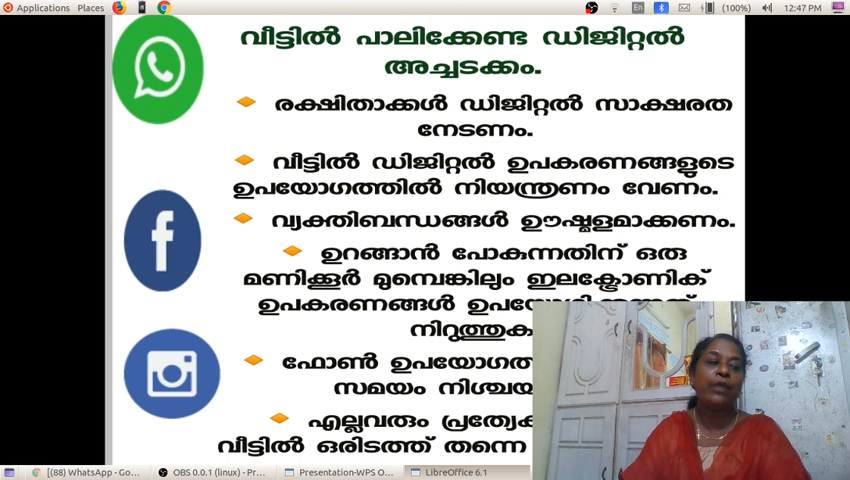 Applications Places En (100%) 12:47 PM
വീട്ടിൽ പാലിക്കേണ്ട ഡിജിറ്റൽ
അച്ചടക്കം.
രക്ഷിതാക്കൾ ഡിജിറ്റൽ സാക്ഷരത
നേടണം.
വീട്ടിൽ ഡിജിറ്റൽ ഉപകരണങ്ങളുടെ
ഉപയോഗത്തിൽ നിയന്ത്രണം വേണം.
വ്യക്തിബന്ധങ്ങൾ ഊഷ്മളമാക്കണം.
ഉറങ്ങാൻ പോകുന്നതിന് ഒരു
മണിക്കൂർ മുമ്പെങ്കിലും ഇലക്ട്രോണിക്
ഉപകരണങ്ങൾ
നിറുത്തുക
ഫോൺ
സമയം
എല്ലവരും
വീട്ടിൽ ഒരിടത്ത് തന്നെ
[(88) WhatsApp - Go... OBS 0.0.1 (linux) - Pr... Presentation-WPS O... LibreOffice 6.1